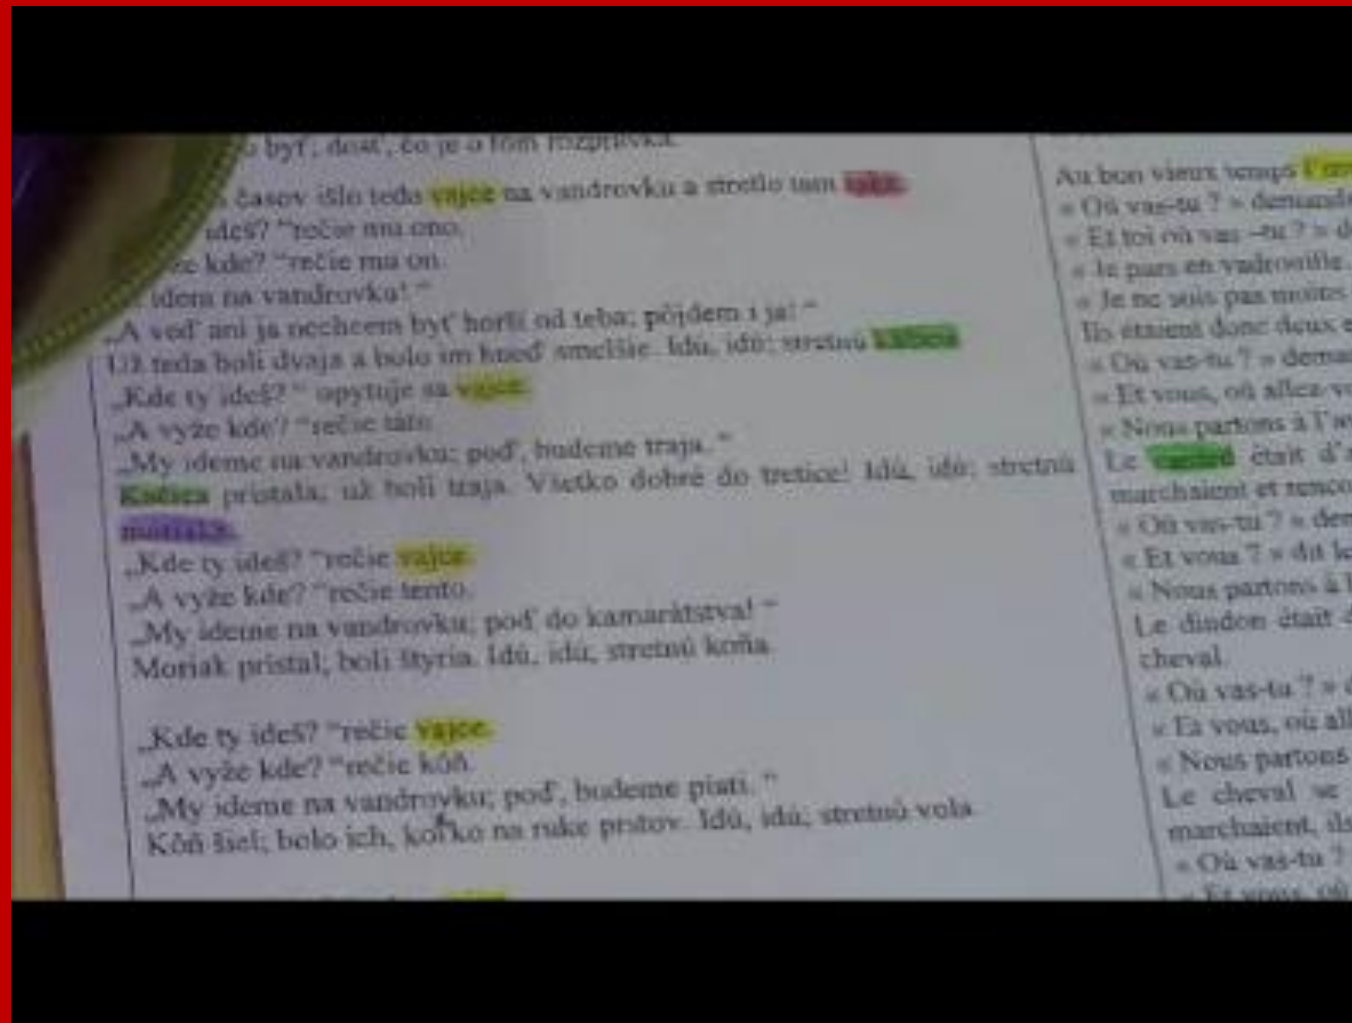 byť, dosť, čo je o tom rozprávka.
časov išlo teda vajce na vandrovku a stretlo tam raka.
ideš? “rečie mu ono.
kde? “rečie mu on.
idem na vandrovku! “
„A veď ani ja nechcem byť horší od teba; pôjdem i ja! “
Už teda boli dvaja a bolo im hneď smelšie. Idú, idú; stretnú
„Kde ty ideš? “ opytuje sa vajce.
„A vyže kde? “rečie táto.
„My ideme na vandrovku; poď, budeme traja. “
Kačica pristala; už boli traja. Všetko dobré do tretice! Idú, idú; stretnú
moriaka.
„Kde ty ideš? “rečie vajce.
„A vyže kde? “rečie tento.
„My ideme na vandrovku; poď do kamarátstva! “
Moriak pristal; boli štyria. Idú, idú; stretnú koňa.
„Kde ty ideš? “rečie vajce.
„A vyže kde? “rečie kôň.
„My ideme na vandrovku; poď, budeme piati. “
Kôň šiel; bolo ich, koľko na ruke prstov. Idú, idú; stretnú vola
Au bon vieux temps
« Où vas-tu ? »
« Et toi où vas –tu ? »
« Je pars en vadrouille.
« Je ne suis pas moins
Ils étaient donc deux
« Où vas-tu ? »
« Et vous, où allez
« Nous partons à
Le canard était
marchaient et
« Où vas-tu ? »
« Et vous ? » dit
« Nous partons à
Le dindon était
cheval.
« Où vas-tu ? »
« Et vous, où
« Nous partons
Le cheval se
marchaient,
« Où vas-tu ?
« Et vous, où